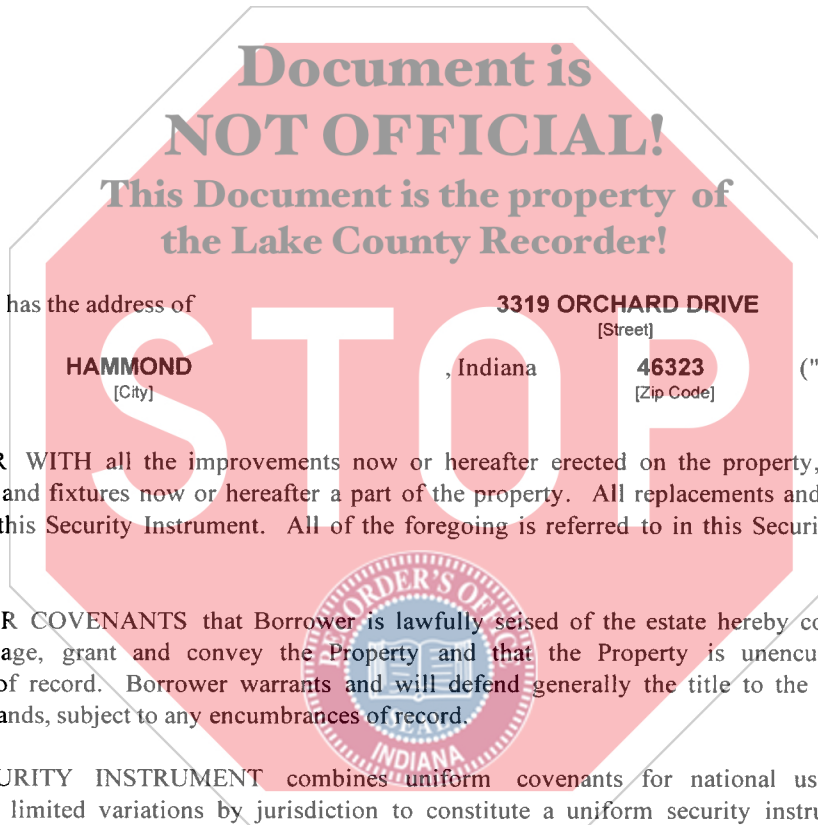 Document is
NOT OFFICIAL!
This Document is the property of
the Lake County Recorder!
has the address of 3319 ORCHARD DRIVE
[Street]
HAMMOND , Indiana 46323 ("
[City] [Zip Code]
STOP
R WITH all the improvements now or hereafter erected on the property,
and fixtures now or hereafter a part of the property. All replacements and
this Security Instrument. All of the foregoing is referred to in this Securi
RECORDER'S OFFICE
R COVENANTS that Borrower is lawfully seised of the estate hereby co
age, grant and convey the Property and that the Property is unencu
of record. Borrower warrants and will defend generally the title to the
ands, subject to any encumbrances of record.
SEAL
INDIANA
URITY INSTRUMENT combines uniform covenants for national us
limited variations by jurisdiction to constitute a uniform security instru